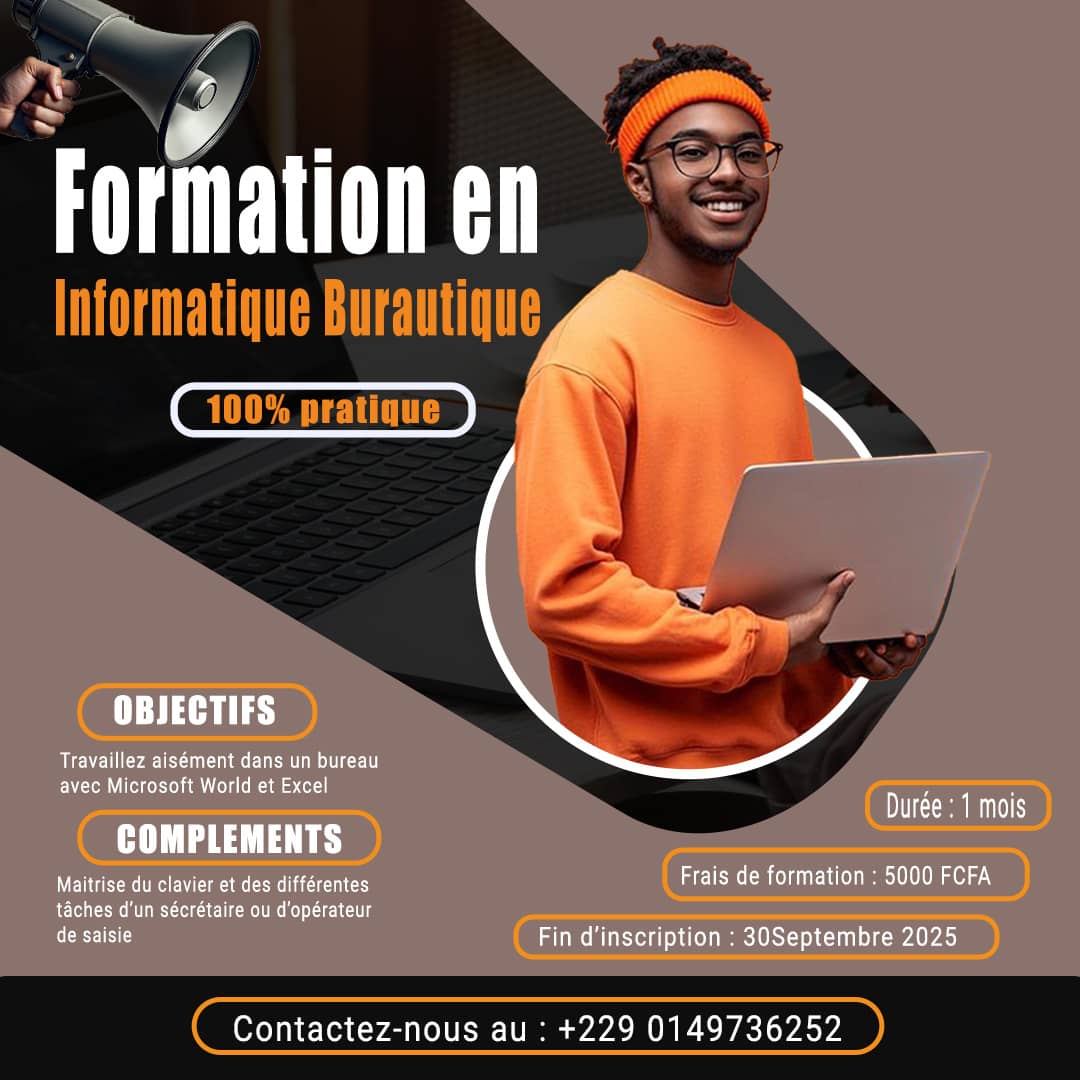 Formation en
Informatique Burautique
100% pratique
OBJECTIFS
Travaillez aisément dans un bureau
avec Microsoft World et Excel
COMPLEMENTS
Maitrise du clavier et des différentes
tâches d'un sécrétaire ou d'opérateur
de saisie
Durée : 1 mois
Frais de formation : 5000 FCFA
Fin d'inscription : 30Septembre 2025
Contactez-nous au : +229 0149736252